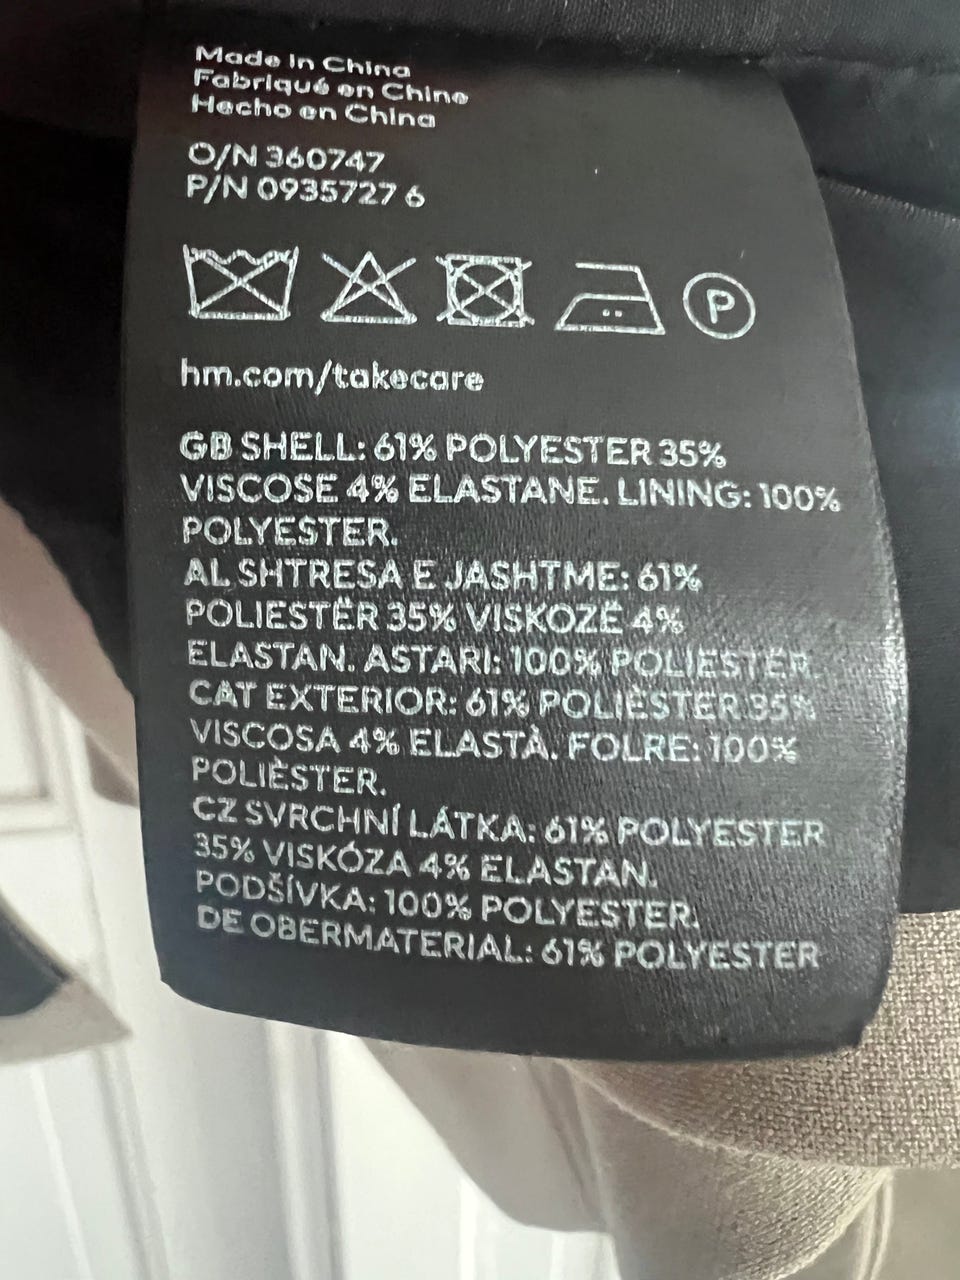 Made in China
Fabriqué en Chine
Hecho en China
O/N 360747
P/N 0935727 6
P
hm.com/takecare
GB SHELL: 61% POLYESTER 35%
VISCOSE 4% ELASTANE. LINING: 100%
POLYESTER.
AL SHTRESA E JASHTME: 61%
POLIESTËR 35% VISKOZË 4%
ELASTAN. ASTARI: 100% POLIESTËR.
CAT EXTERIOR: 61% POLIÈSTER 35%
VISCOSA 4% ELASTÀ. FOLRE: 100%
POLIÈSTER.
CZ SVRCHNÍ LÁTKA: 61% POLYESTER
35% VISKÓZA 4% ELASTAN.
PODŠÍVKA: 100% POLYESTER.
DE OBERMATERIAL: 61% POLYESTER